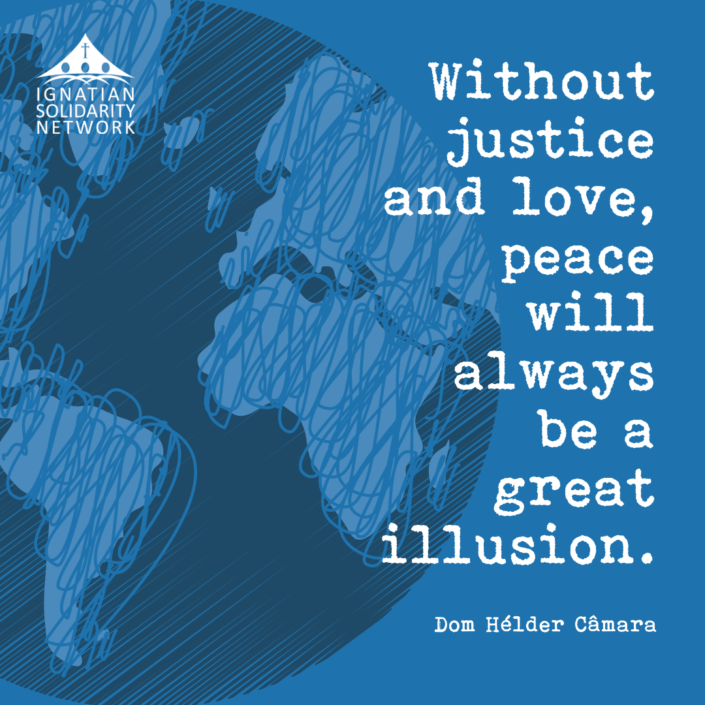 IGNATIAN
SOLIDARITY
NETWORK
Without
justice
and love,
peace
will
always
be a
great
illusion.
Dom Hélder Câmara